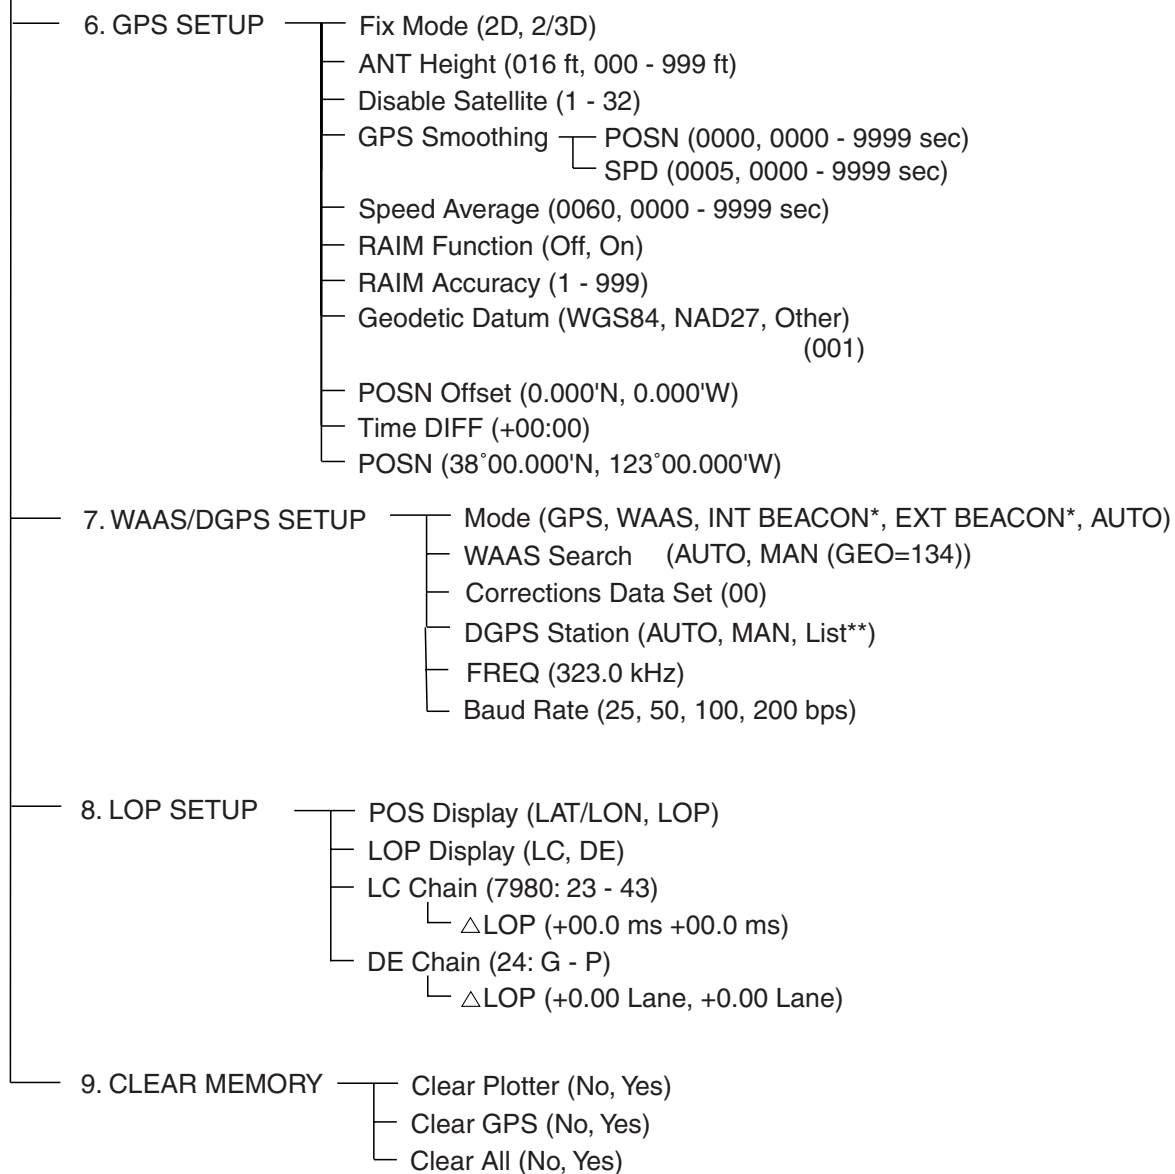 6. GPS SETUP
Fix Mode (2D, 2/3D)
ANT Height (016 ft, 000 - 999 ft)
Disable Satellite (1 - 32)
GPS Smoothing
POSN (0000, 0000 - 9999 sec)
SPD (0005, 0000 - 9999 sec)
Speed Average (0060, 0000 - 9999 sec)
RAIM Function (Off, On)
RAIM Accuracy (1 - 999)
Geodetic Datum (WGS84, NAD27, Other)
(001)
POSN Offset (0.000'N, 0.000'W)
Time DIFF (+00:00)
POSN (38˚00.000'N, 123˚00.000'W)
7. WAAS/DGPS SETUP
Mode (GPS, WAAS, INT BEACON*, EXT BEACON*, AUTO)
WAAS Search (AUTO, MAN (GEO=134))
Corrections Data Set (00)
DGPS Station (AUTO, MAN, List**)
FREQ (323.0 kHz)
Baud Rate (25, 50, 100, 200 bps)
8. LOP SETUP
POS Display (LAT/LON, LOP)
LOP Display (LC, DE)
LC Chain (7980: 23 - 43)
△LOP (+00.0 ms +00.0 ms)
DE Chain (24: G - P)
△LOP (+0.00 Lane, +0.00 Lane)
9. CLEAR MEMORY
Clear Plotter (No, Yes)
Clear GPS (No, Yes)
Clear All (No, Yes)